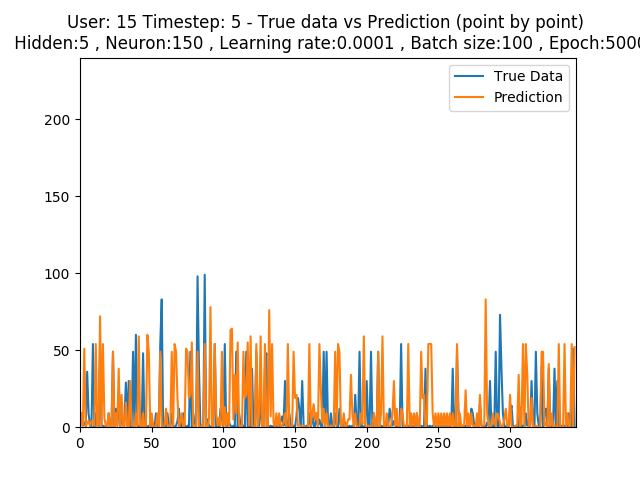 User: 15 Timestep: 5 - True data vs Prediction (point by point)
Hidden:5 , Neuron:150 , Learning rate:0.0001 , Batch size:100 , Epoch:5000
True Data
Prediction
200
150
100
50
0
0 50 100 150 200 250 300